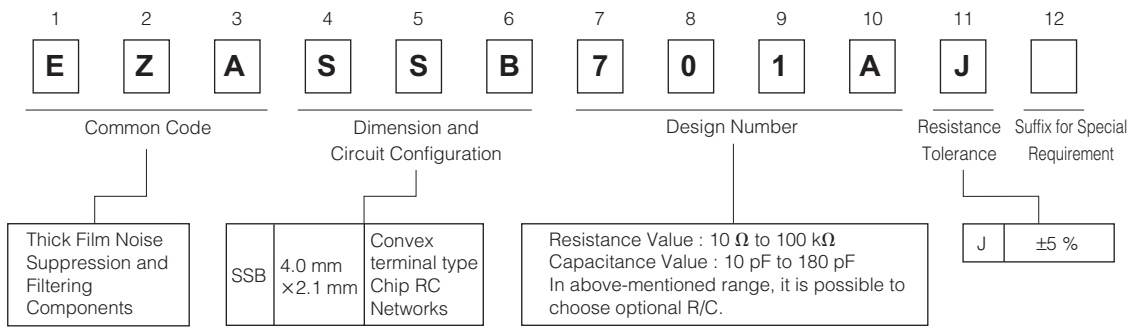 1 2 3 4 5 6 7 8 9 10 11 12
E Z A S S B 7 0 1 A J
Common Code
Dimension and
Circuit Configuration
Design Number
Resistance
Tolerance
Suffix for Special
Requirement
Thick Film Noise
Suppression and
Filtering
Components
SSB
4.0 mm
×2.1 mm
Convex
terminal type
Chip RC
Networks
Resistance Value : 10 Ω to 100 kΩ
Capacitance Value : 10 pF to 180 pF
In above-mentioned range, it is possible to
choose optional R/C.
J ±5 %